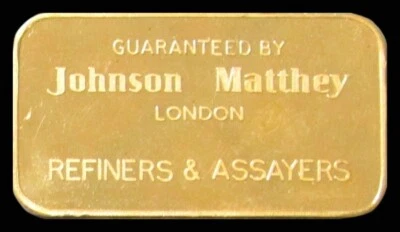 GUARANTEED BY
Johnson Matthey
LONDON
REFINERS & ASSAYERS